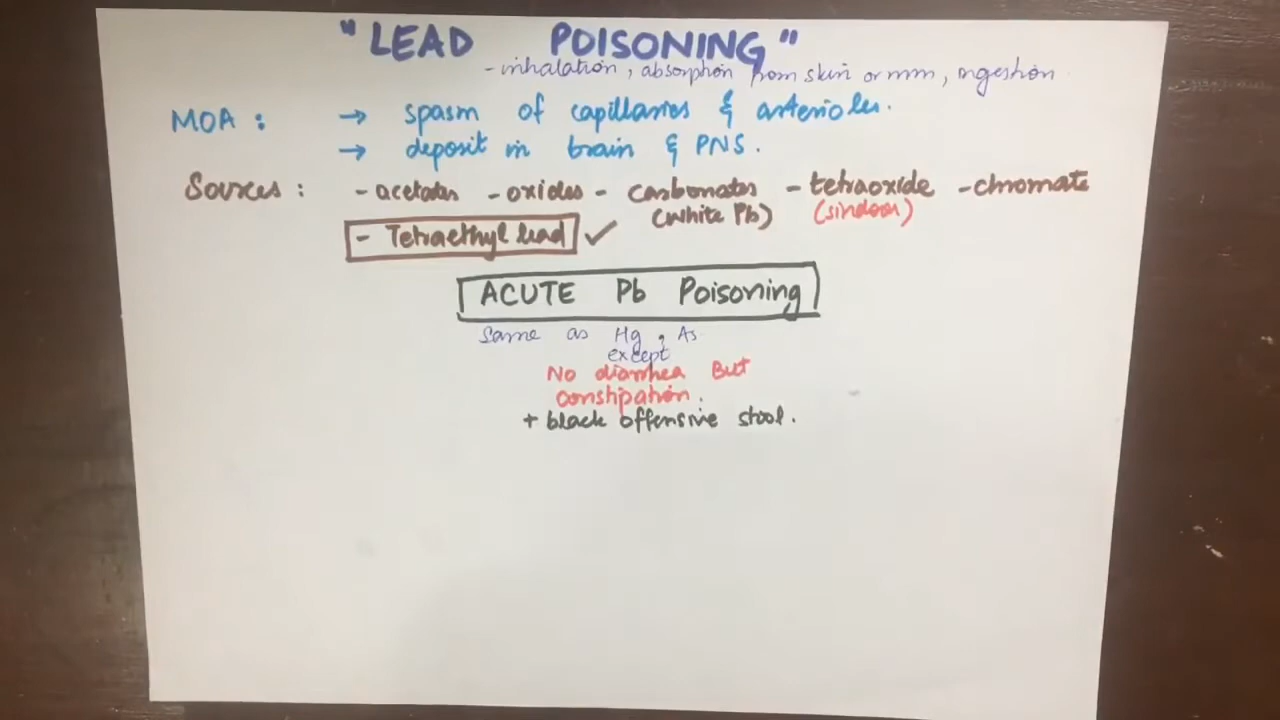 "LEAD POISONING"
- inhalation, absorption from skin or mm, ingestion
MOA : → spasm of capillaries & arterioles.
→ deposit in brain & PNS.
Sources : - acetates - oxides - carbonates - tetraoxide - chromate
(White Pb) (sindoor)
- Tetraethyl lead ✓
ACUTE Pb Poisoning
Same as Hg, As
except
No diarrhea But
constipation.
+ black offensive stool.